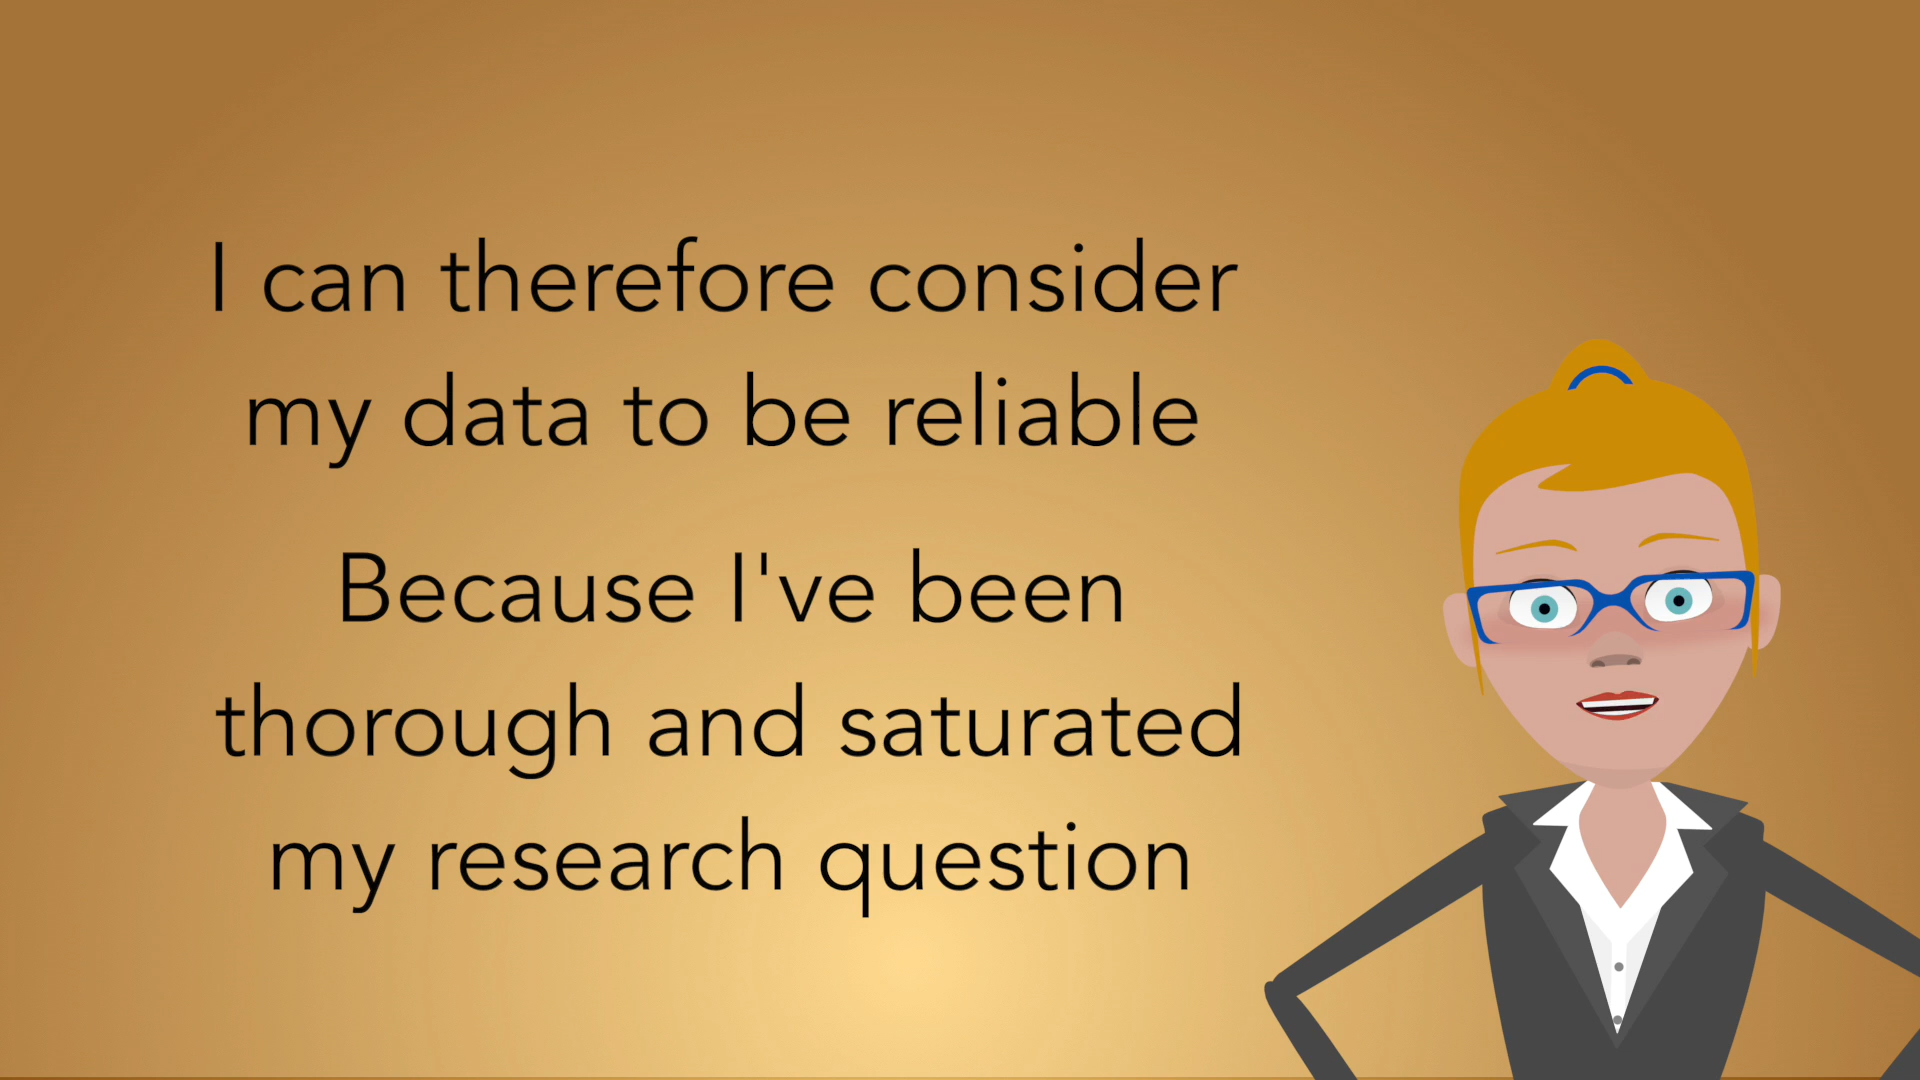 I can therefore consider
my data to be reliable
Because I've been
thorough and saturated
my research question